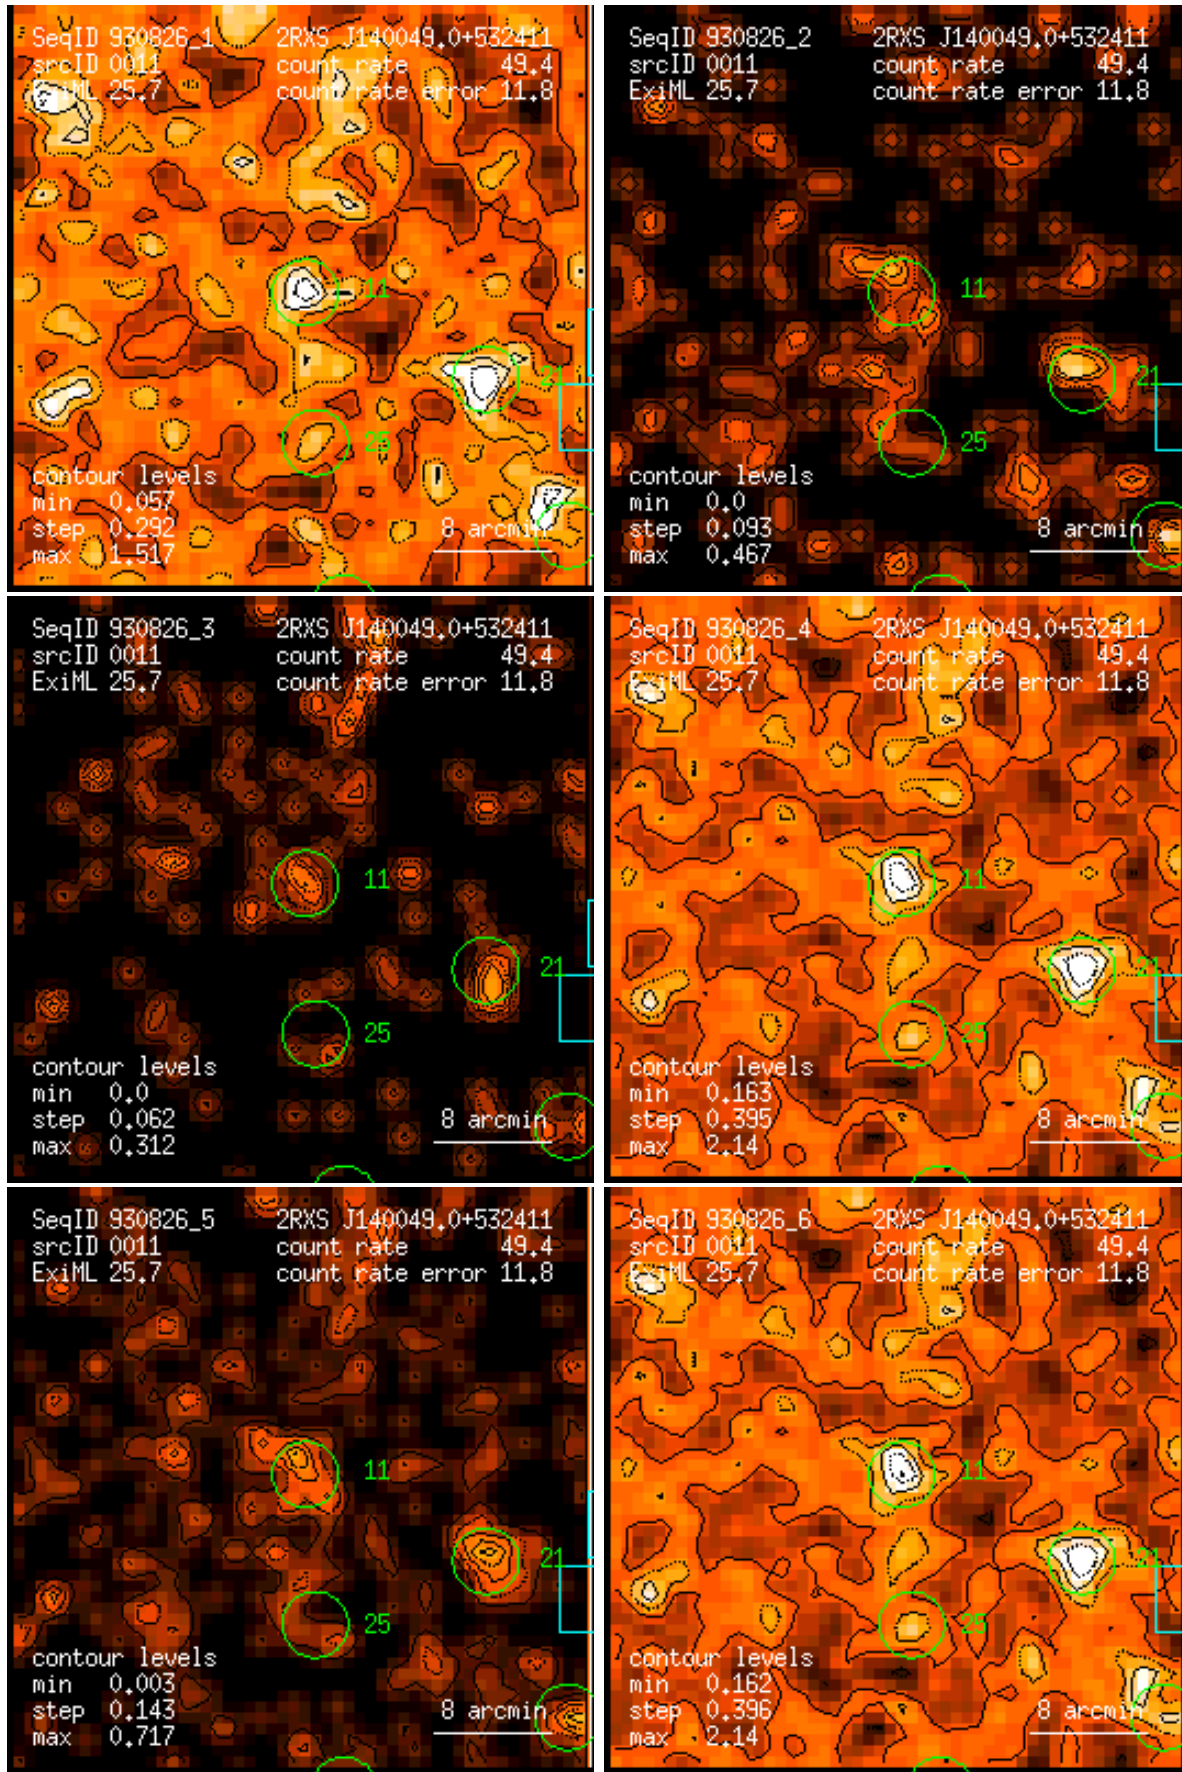 SeqID 930826_1 2RXS J140049.0+532411
srcID 0011 count rate 49.4
ExiML 25.7 count rate error 11.8
11
21
25
contour levels
min 0.057
step 0.292 8 arcmin
max 1.517
SeqID 930826_2 2RXS J140049.0+532411
srcID 0011 count rate 49.4
ExiML 25.7 count rate error 11.8
11
21
25
contour levels
min 0.0
step 0.093 8 arcmin
max 0.467
SeqID 930826_3 2RXS J140049.0+532411
srcID 0011 count rate 49.4
ExiML 25.7 count rate error 11.8
11
21
25
contour levels
min 0.0
step 0.062 8 arcmin
max 0.312
SeqID 930826_4 2RXS J140049.0+532411
srcID 0011 count rate 49.4
ExiML 25.7 count rate error 11.8
11
21
25
contour levels
min 0.163
step 0.395 8 arcmin
max 2.14
SeqID 930826_5 2RXS J140049.0+532411
srcID 0011 count rate 49.4
ExiML 25.7 count rate error 11.8
11
21
25
contour levels
min 0.003
step 0.143 8 arcmin
max 0.717
SeqID 930826_6 2RXS J140049.0+532411
srcID 0011 count rate 49.4
ExiML 25.7 count rate error 11.8
11
21
25
contour levels
min 0.162
step 0.396 8 arcmin
max 2.14